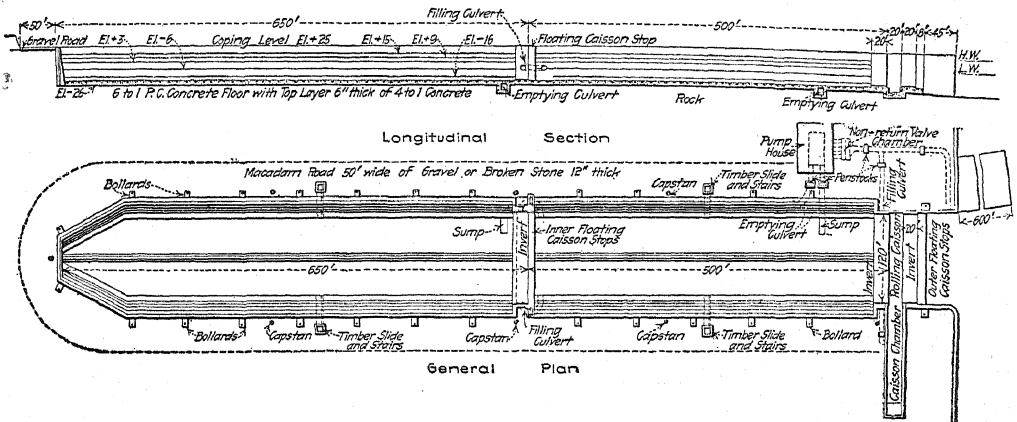 50'
650'
Filling Culvert
500'
Gravel Road
El.+3
El.-6
Coping Level El.+25
El.+15
El.+9
El.-16
Floating Caisson Stop
20'
20'
20'
8'
45'
H.W.
L.W.
El.-26
6 to 1 P.C. Concrete Floor with Top Layer 6" thick of 4 to 1 Concrete
Emptying Culvert
Rock
Emptying Culvert
Longitudinal Section
Pump House
Non-return Valve Chamber
Macadam Road 50' wide of Gravel or Broken Stone 12" thick
Bollards
Capstan
Timber Slide and Stairs
Penstocks
Filling Culvert
Emptying Culvert
Sump
600'
Sump
Invert
Inner Floating Caisson Stops
650'
500'
Invert
120'
Rolling Caisson
Invert
Outer Floating Caisson Stops
Caisson Chamber
Bollards
Capstan
Timber Slide and Stairs
Capstan
Filling Culvert
Capstan
Timber Slide and Stairs
Bollard
General Plan